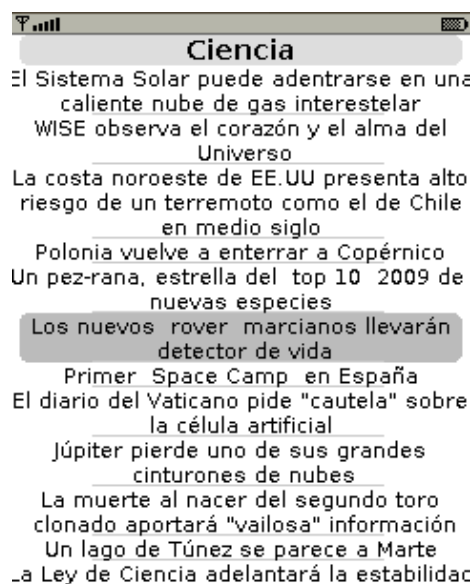 Ciencia
El Sistema Solar puede adentrarse en una
caliente nube de gas interestelar
WISE observa el corazón y el alma del
Universo
La costa noroeste de EE.UU presenta alto
riesgo de un terremoto como el de Chile
en medio siglo
Polonia vuelve a enterrar a Copérnico
Un pez-rana, estrella del top 10 2009 de
nuevas especies
Los nuevos rover marcianos llevarán
detector de vida
Primer Space Camp en España
El diario del Vaticano pide "cautela" sobre
la célula artificial
Júpiter pierde uno de sus grandes
cinturones de nubes
La muerte al nacer del segundo toro
clonado aportará "vailosa" información
Un lago de Túnez se parece a Marte
La Ley de Ciencia adelantará la estabilidad